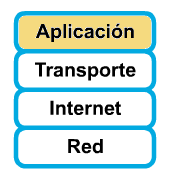 Aplicación
Transporte
Internet
Red